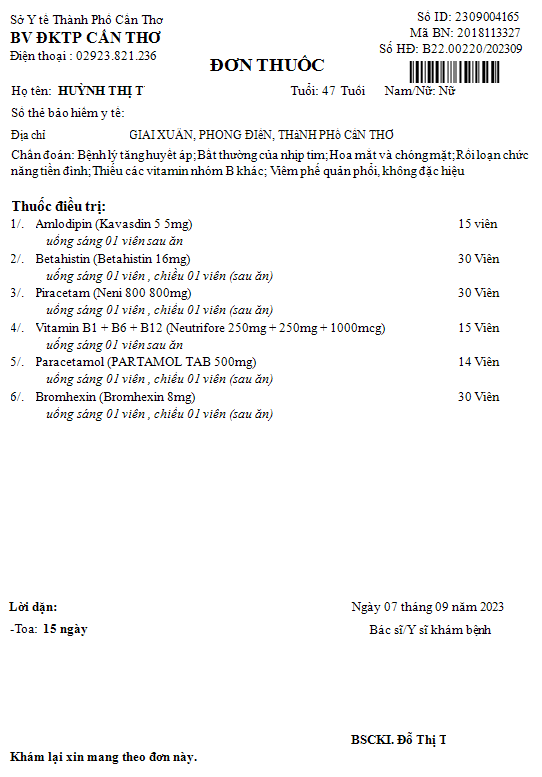 Sở Y tế Thành Phố Cần Thơ
BV ĐKTP CẦN THƠ
Điện thoại : 02923.821.236
Số ID: 2309004165
Mã BN: 2018113327
Số HĐ: B22.00220/202309
ĐƠN THUỐC
Họ tên: HUỲNH THỊ T Tuổi: 47 Tuổi Nam/Nữ: Nữ
Số thẻ bảo hiểm y tế:
Địa chỉ GIAI XUÂN, PHONG ĐIềN, THàNH PHố CầN THƠ
Chẩn đoán: Bệnh lý tăng huyết áp; Bất thường của nhịp tim; Hoa mắt và chóng mặt; Rối loạn chức
năng tiền đình; Thiếu các vitamin nhóm B khác; Viêm phế quản phổi, không đặc hiệu
Thuốc điều trị:
1/. Amlodipin (Kavasdin 5 5mg) 15 viên
uống sáng 01 viên sau ăn
2/. Betahistin (Betahistin 16mg) 30 Viên
uống sáng 01 viên , chiều 01 viên (sau ăn)
3/. Piracetam (Neni 800 800mg) 30 Viên
uống sáng 01 viên , chiều 01 viên (sau ăn)
4/. Vitamin B1 + B6 + B12 (Neutrifore 250mg + 250mg + 1000mcg) 15 Viên
uống sáng 01 viên sau ăn
5/. Paracetamol (PARTAMOL TAB 500mg) 14 Viên
uống sáng 01 viên , chiều 01 viên (sau ăn)
6/. Bromhexin (Bromhexin 8mg) 30 Viên
uống sáng 01 viên , chiều 01 viên (sau ăn)
Lời dặn: Ngày 07 tháng 09 năm 2023
-Toa: 15 ngày Bác sĩ/Y sĩ khám bệnh
BSCKI. Đỗ Thị T
Khám lại xin mang theo đơn này.